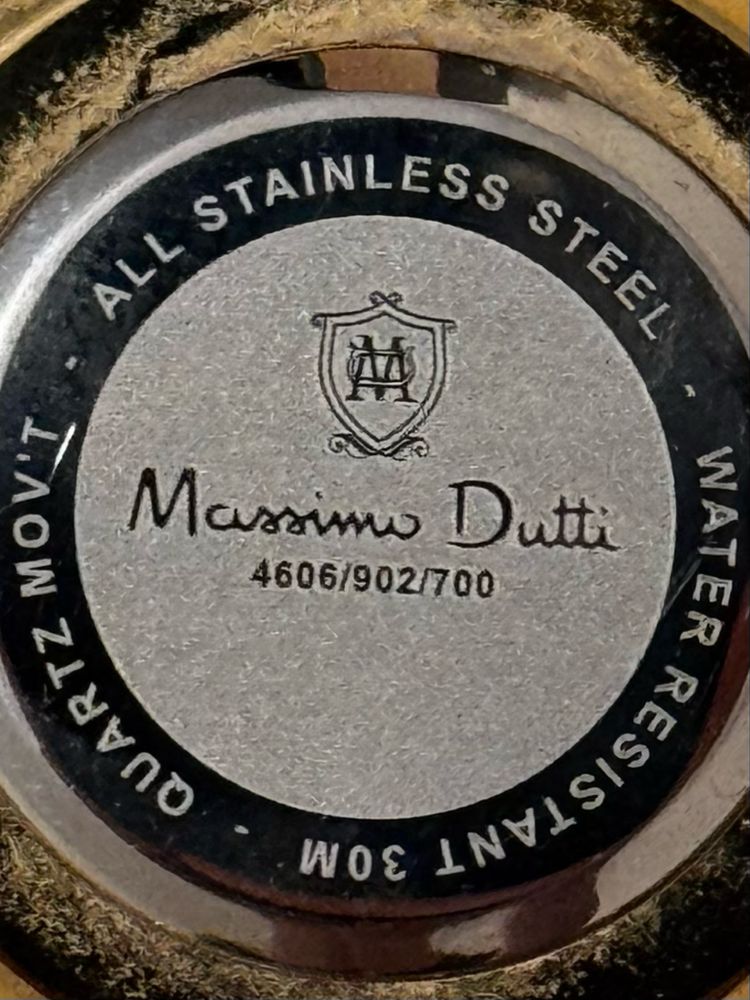 ALL STAINLESS STEEL - WATER RESISTANT 30M - QUARTZ MOV'T -
Massimo Dutti
4606/902/700